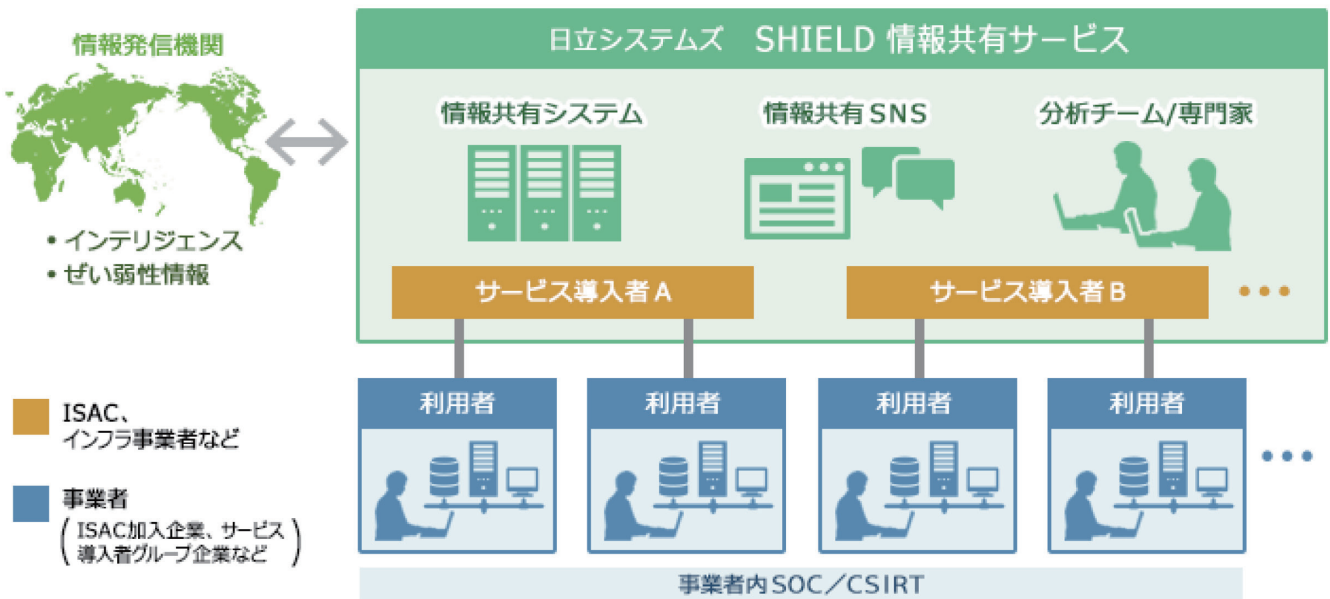 情報発信機関
・インテリジェンス
・ぜい弱性情報
日立システムズ SHIELD 情報共有サービス
情報共有システム
情報共有SNS
分析チーム/専門家
サービス導入者A
サービス導入者B
•••
利用者
利用者
利用者
利用者
•••
事業者内SOC/CSIRT
ISAC、
インフラ事業者など
事業者
(ISAC加入企業、サービス
導入者グループ企業など)